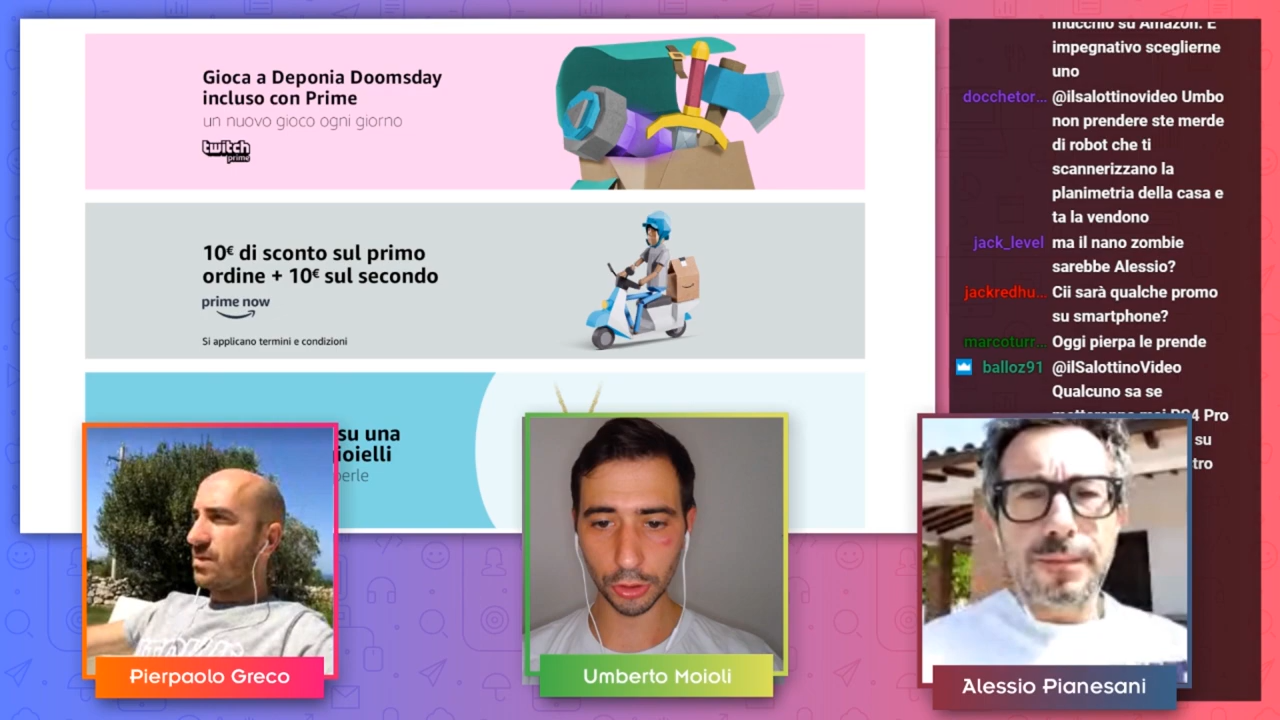 Gioca a Deponia Doomsday
incluso con Prime
un nuovo gioco ogni giorno
twitch
prime
10€ di sconto sul primo
ordine + 10€ sul secondo
prime now
Si applicano termini e condizioni
su una
ioielli
perle
mucchio su Amazon. E
impegnativo sceglierne
uno
docchetor… @ilsalottinovideo Umbo
non prendere ste merde
di robot che ti
scannerizzano la
planimetria della casa e
ta la vendono
jack_level ma il nano zombie
sarebbe Alessio?
jackredhu… Cii sarà qualche promo
su smartphone?
marcoturr… Oggi pierpa le prende
balloz91 @ilSalottinoVideo
Qualcuno sa se
Pro
su
tro
Pierpaolo Greco
Umberto Moioli
Alessio Pianesani